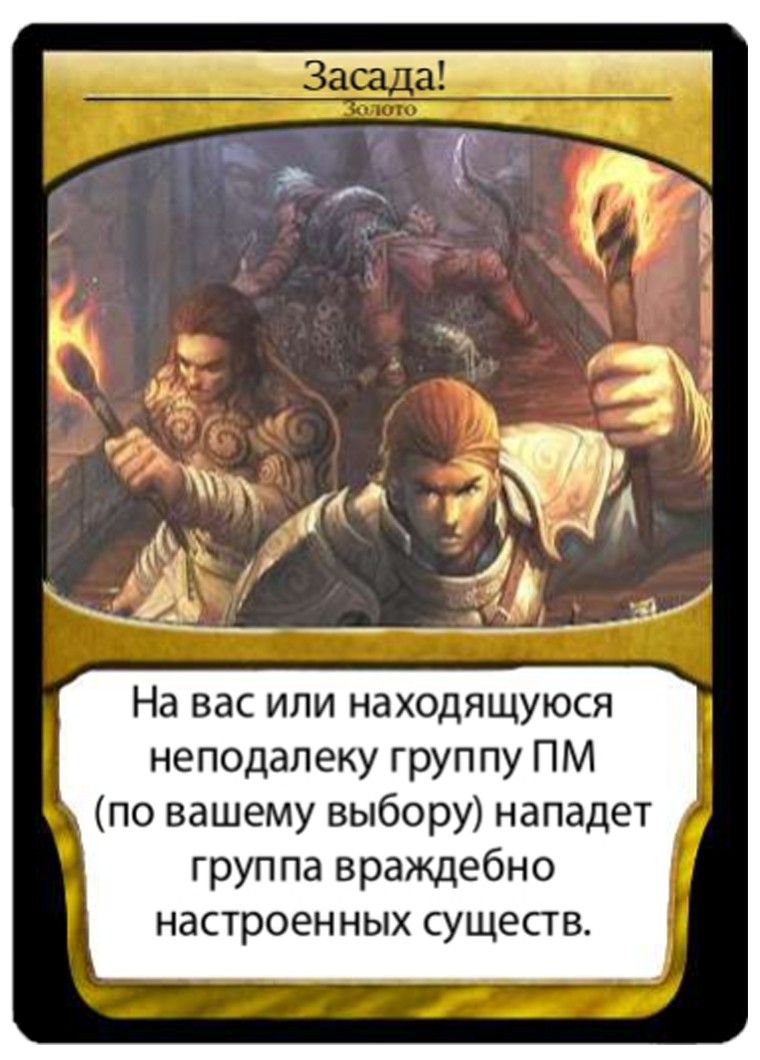 Засада!
Золото
На вас или находящуюся
неподалеку группу ПМ
(по вашему выбору) нападет
группа враждебно
настроенных существ.